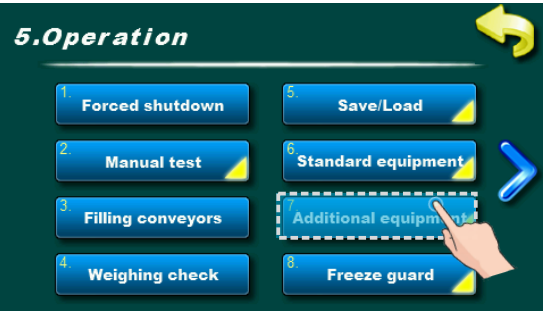 5.Operation
1.
Forced shutdown
2.
Manual test
3.
Filling conveyors
4.
Weighing check
5.
Save/Load
6.
Standard equipment
7.
Additional equipment
8.
Freeze guard